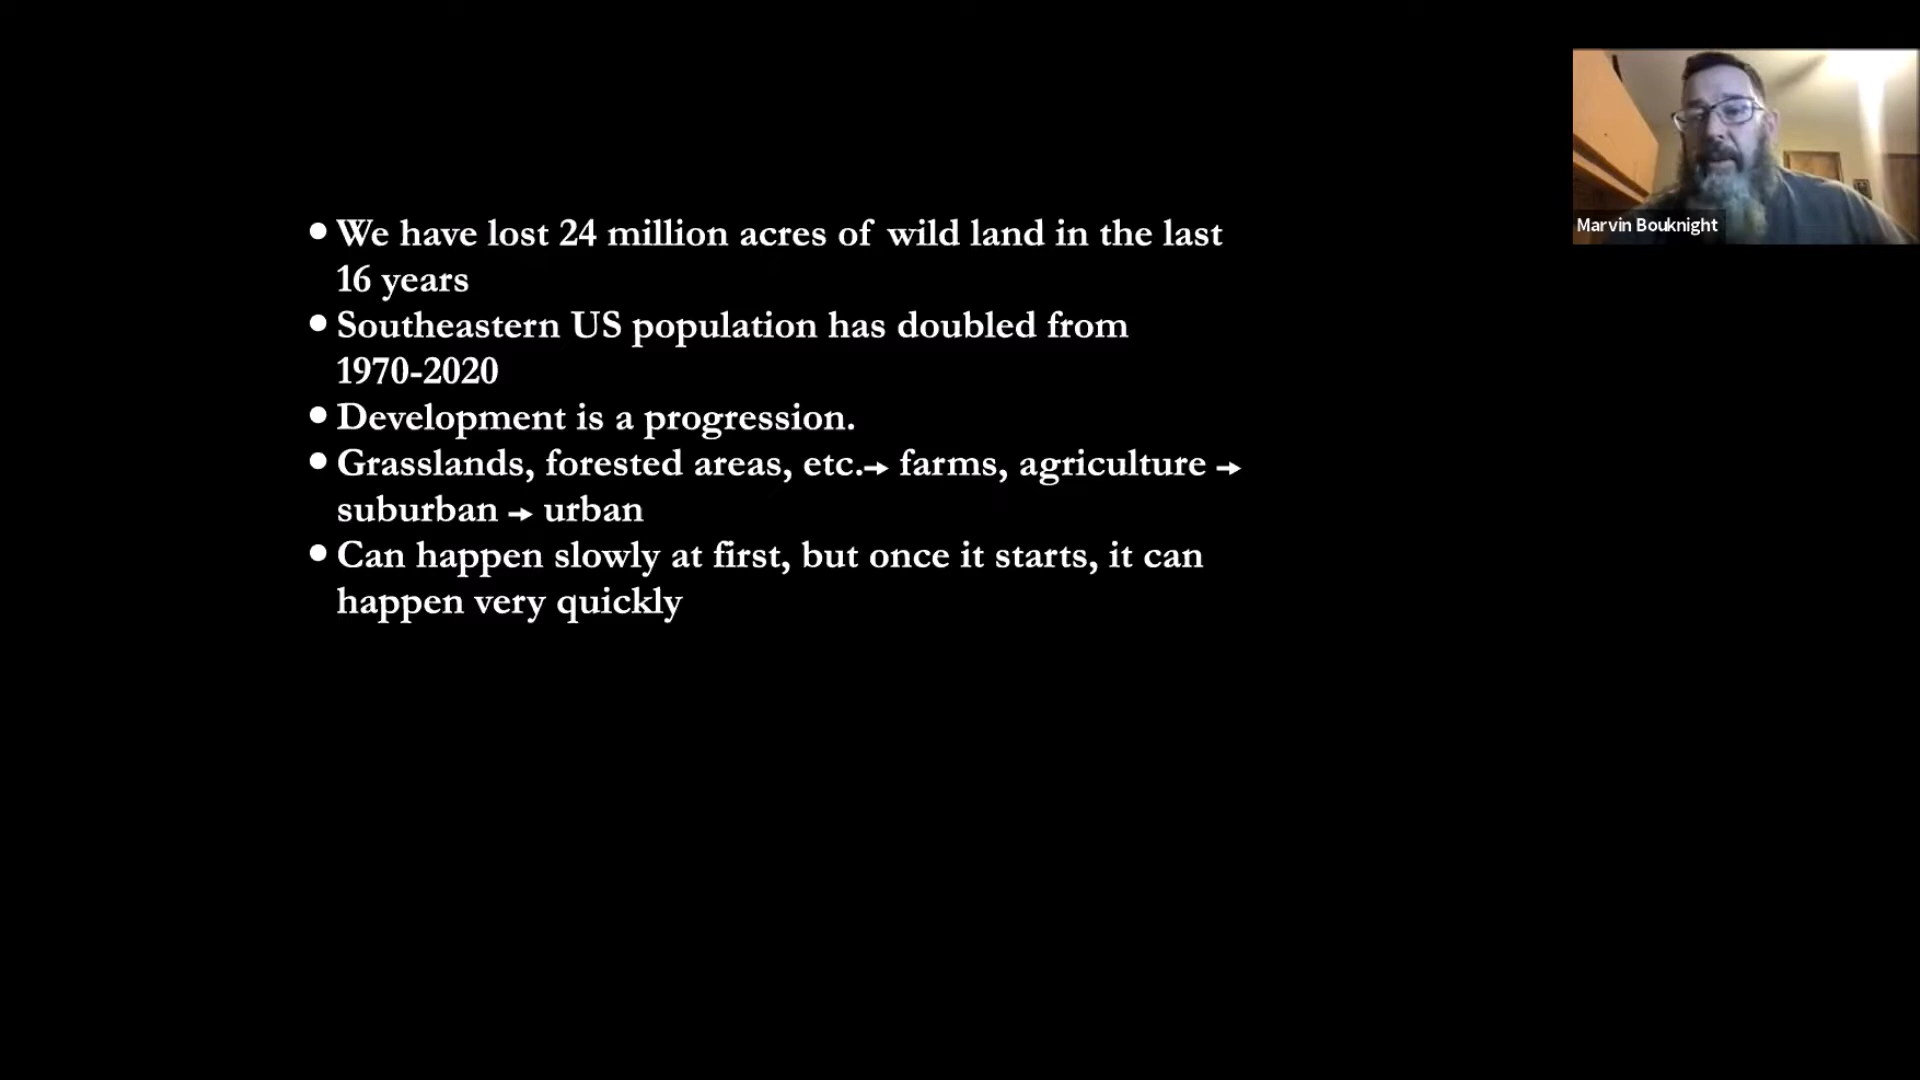 • We have lost 24 million acres of wild land in the last
16 years
• Southeastern US population has doubled from
1970-2020
• Development is a progression.
• Grasslands, forested areas, etc.→ farms, agriculture →
suburban → urban
• Can happen slowly at first, but once it starts, it can
happen very quickly
Marvin Bouknight